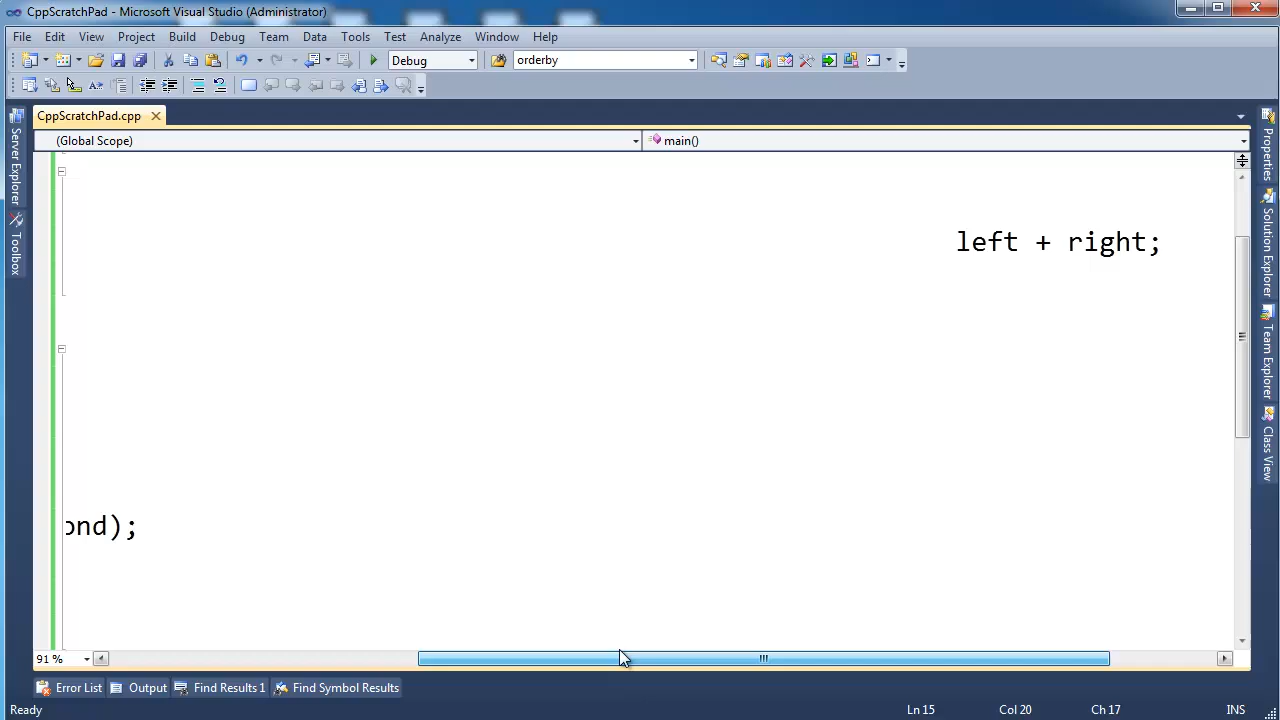 CppScratchPad - Microsoft Visual Studio (Administrator)
File Edit View Project Build Debug Team Data Tools Test Analyze Window Help
Debug orderby
CppScratchPad.cpp
(Global Scope) main()
left + right;
ond);
Server Explorer
Toolbox
Properties
Solution Explorer
Team Explorer
Class View
91 %
Error List Output Find Results 1 Find Symbol Results
Ready Ln 15 Col 20 Ch 17 INS